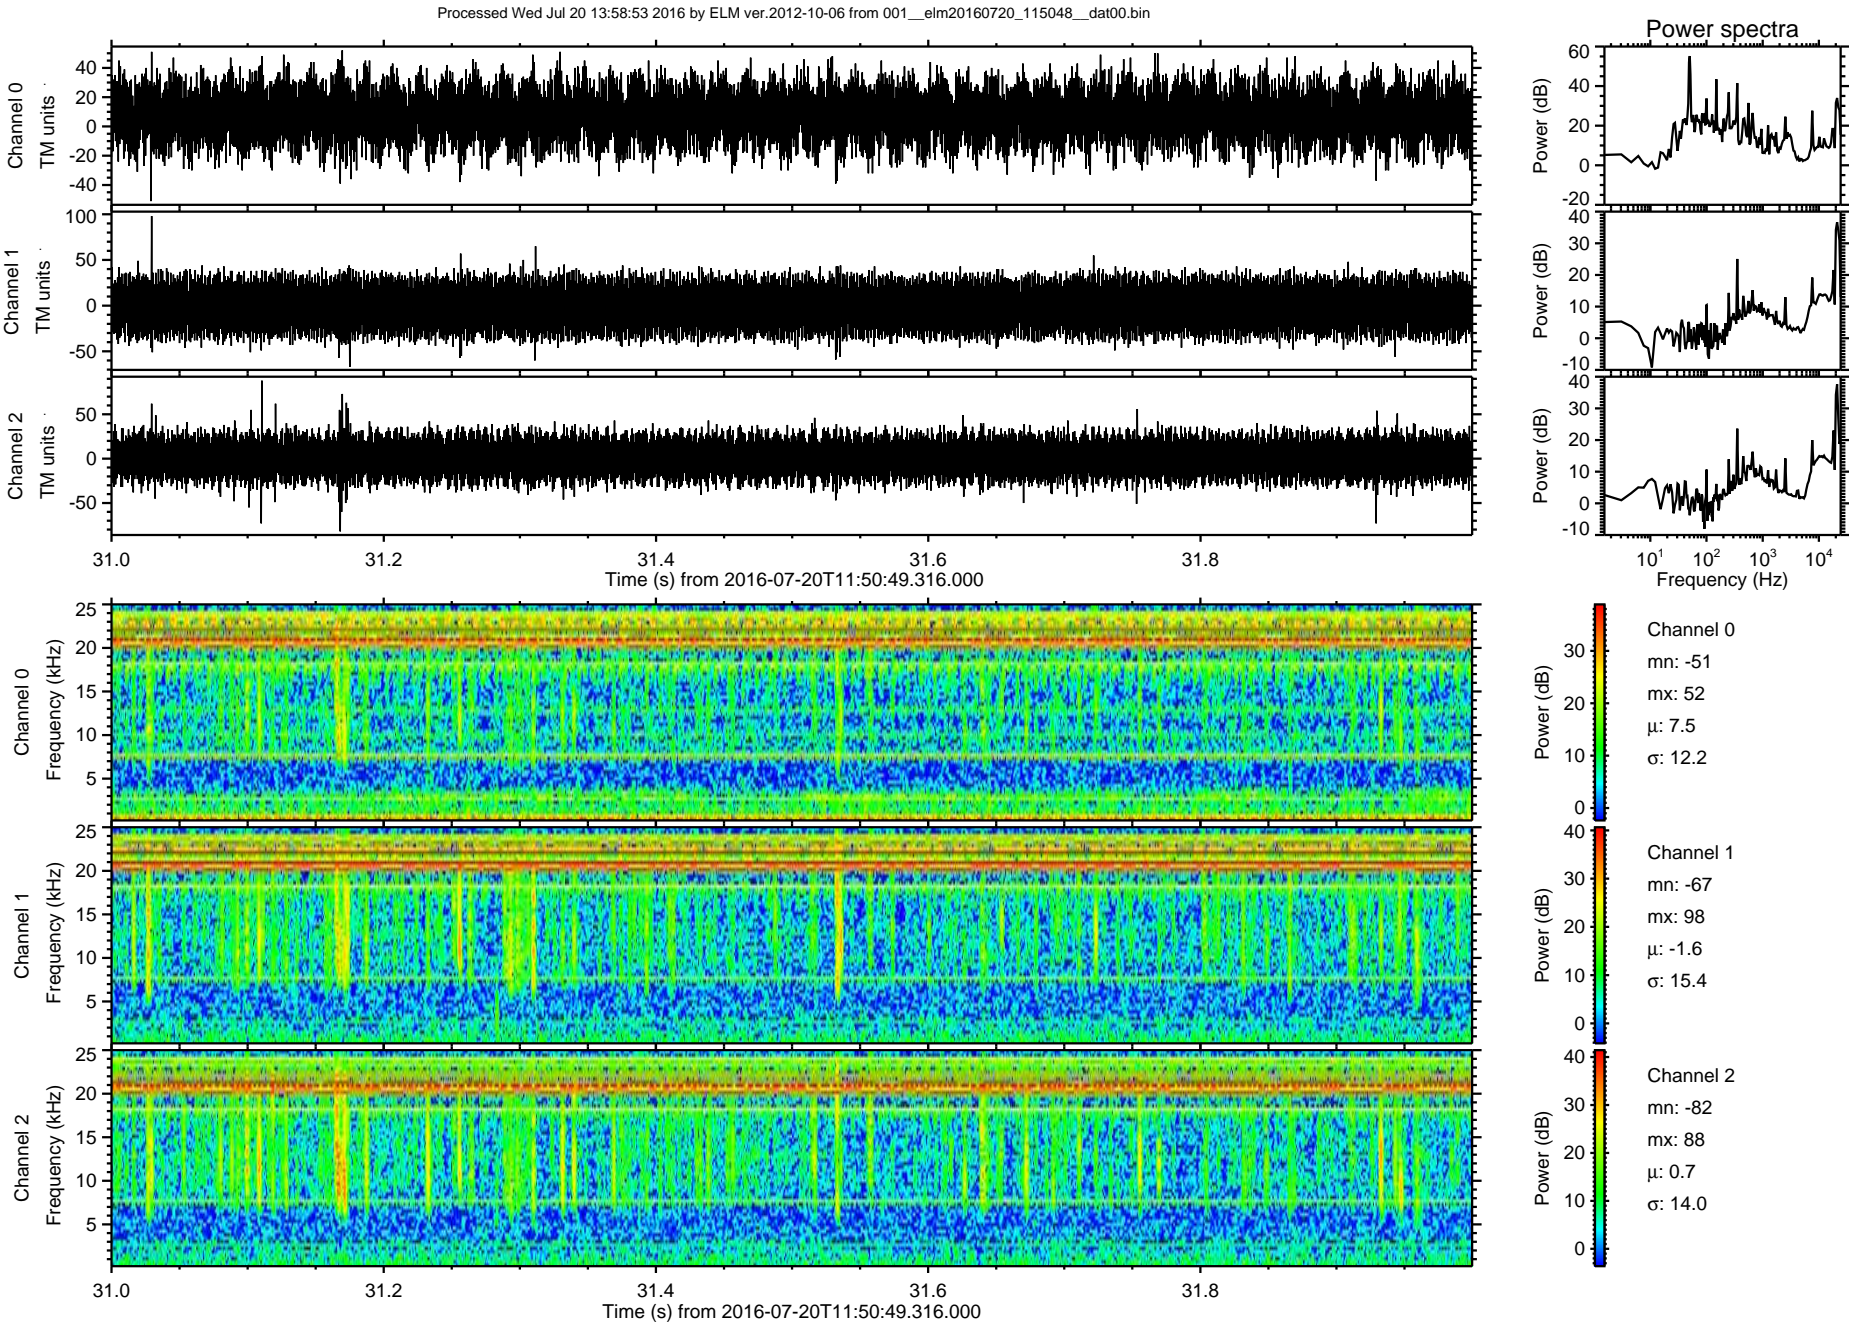 Processed Wed Jul 20 13:58:53 2016 by ELM ver.2012-10-06 from 001__elm20160720_115048__dat00.bin
Power spectra
Channel 0
TM units
40
20
0
-20
-40
Power (dB)
60
40
20
0
-20
Channel 1
TM units
100
50
0
-50
Power (dB)
40
30
20
10
0
-10
Channel 2
TM units
50
0
-50
Power (dB)
40
30
20
10
0
-10
31.0 31.2 31.4 31.6 31.8
Time (s) from 2016-07-20T11:50:49.316.000
10^1 10^2 10^3 10^4
Frequency (Hz)
Channel 0
Frequency (kHz)
25
20
15
10
5
Power (dB)
30
20
10
0
Channel 0
mn: -51
mx: 52
μ: 7.5
σ: 12.2
Channel 1
Frequency (kHz)
25
20
15
10
5
Power (dB)
40
30
20
10
0
Channel 1
mn: -67
mx: 98
μ: -1.6
σ: 15.4
Channel 2
Frequency (kHz)
25
20
15
10
5
Power (dB)
40
30
20
10
0
Channel 2
mn: -82
mx: 88
μ: 0.7
σ: 14.0
31.0 31.2 31.4 31.6 31.8
Time (s) from 2016-07-20T11:50:49.316.000